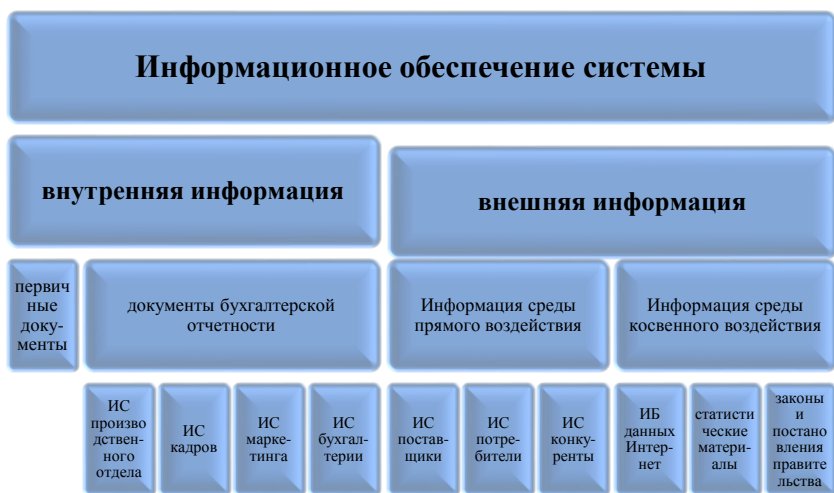 Информационное обеспечение системы
внутренняя информация
внешняя информация
первич
ные
доку-
менты
документы бухгалтерской
отчетности
Информация среды
прямого воздействия
Информация среды
косвенного воздействия
ИС
произво
дствен-
ного
отдела
ИС
кадров
ИС
марке-
тинга
ИС
бухгал-
терии
ИС
постав-
щики
ИС
потре-
бители
ИС
конку-
ренты
ИБ
данных
Интер-
нет
статисти
ческие
матери-
алы
законы
и
постано
вления
правите
льства